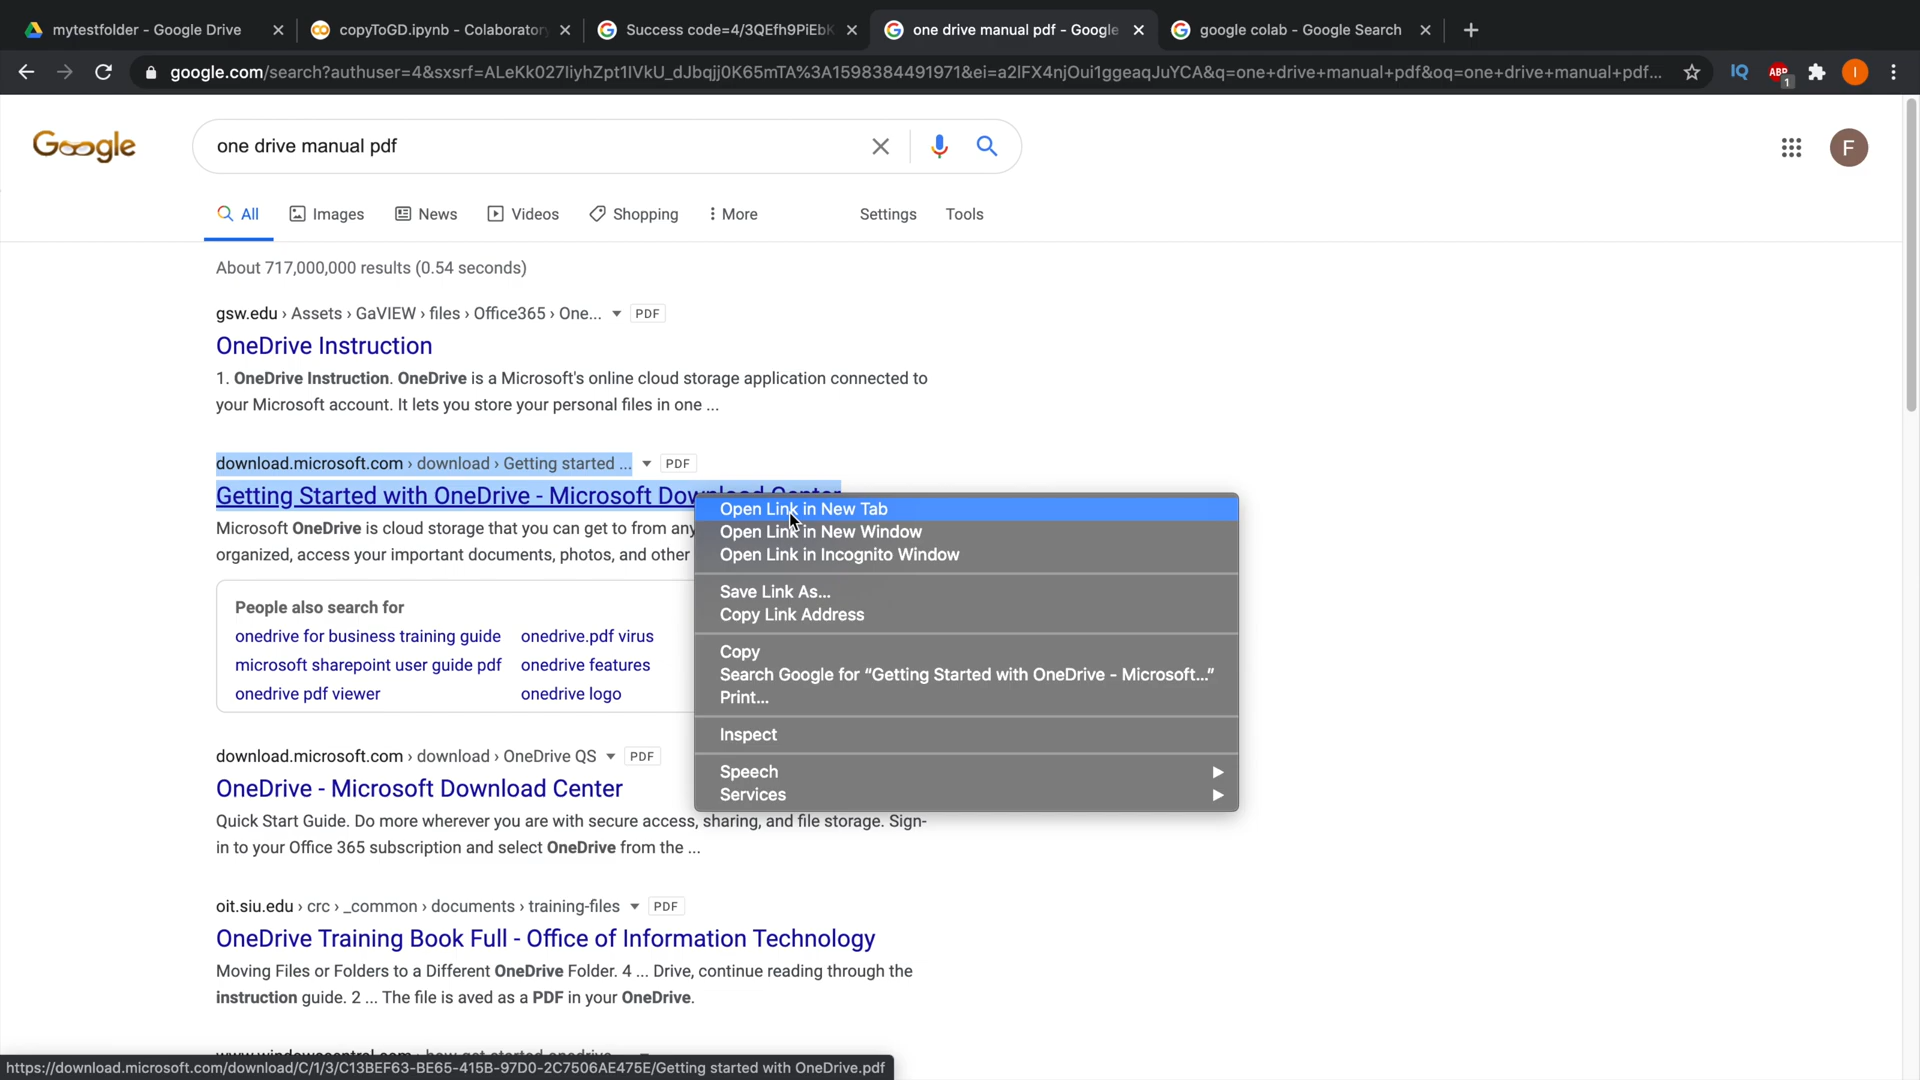 mytestfolder - Google Drive
copyToGD.ipynb - Colaboratory
Success code=4/3QEfh9PiEbK
one drive manual pdf - Google
google colab - Google Search
google.com/search?authuser=4&sxsrf=ALeKk027IiyhZpt1IVkU_dJbqjj0K65mTA%3A1598384491971&ei=a2lFX4njOui1ggeaqJuYCA&q=one+drive+manual+pdf&oq=one+drive+manual+pdf...
IQ
ABP
1
I
Google
one drive manual pdf
F
All
Images
News
Videos
Shopping
More
Settings
Tools
About 717,000,000 results (0.54 seconds)
gsw.edu › Assets › GaVIEW › files › Office365 › One... PDF
OneDrive Instruction
1. OneDrive Instruction. OneDrive is a Microsoft's online cloud storage application connected to
your Microsoft account. It lets you store your personal files in one ...
download.microsoft.com › download › Getting started ... PDF
Getting Started with OneDrive - Microsoft Download Center
Microsoft OneDrive is cloud storage that you can get to from any
organized, access your important documents, photos, and other
Open Link in New Tab
Open Link in New Window
Open Link in Incognito Window
Save Link As...
Copy Link Address
Copy
Search Google for “Getting Started with OneDrive - Microsoft...”
Print...
Inspect
Speech
Services
People also search for
onedrive for business training guide
onedrive.pdf virus
microsoft sharepoint user guide pdf
onedrive features
onedrive pdf viewer
onedrive logo
download.microsoft.com › download › OneDrive QS PDF
OneDrive - Microsoft Download Center
Quick Start Guide. Do more wherever you are with secure access, sharing, and file storage. Sign-
in to your Office 365 subscription and select OneDrive from the ...
oit.siu.edu › crc › _common › documents › training-files PDF
OneDrive Training Book Full - Office of Information Technology
Moving Files or Folders to a Different OneDrive Folder. 4 ... Drive, continue reading through the
instruction guide. 2 ... The file is aved as a PDF in your OneDrive.
https://download.microsoft.com/download/C/1/3/C13BEF63-BE65-415B-97D0-2C7506AE475E/Getting started with OneDrive.pdf